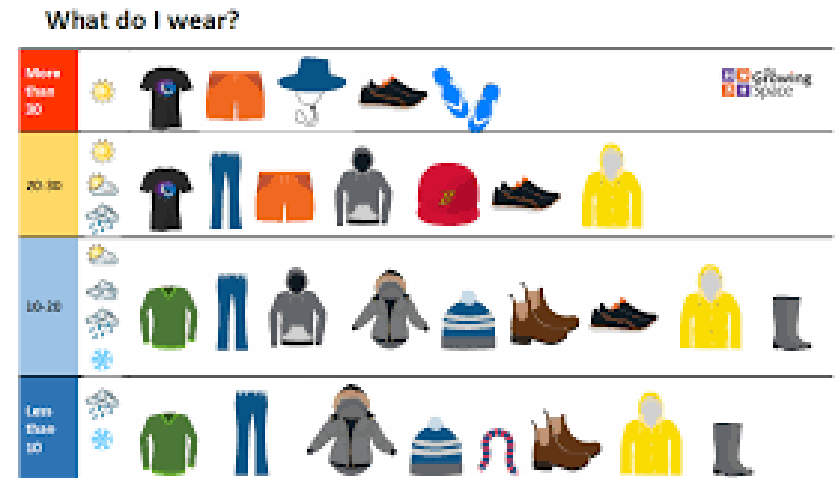 What do I wear?
More
than
30
Growing
Space
20-30
10-20
Less
than
10